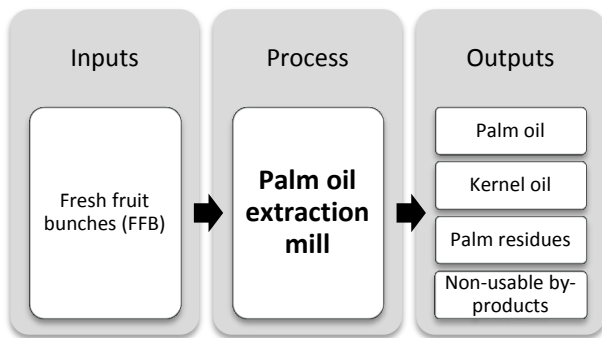 Inputs
Process
Outputs
Fresh fruit
bunches (FFB)
Palm oil
extraction
mill
Palm oil
Kernel oil
Palm residues
Non-usable by-
products